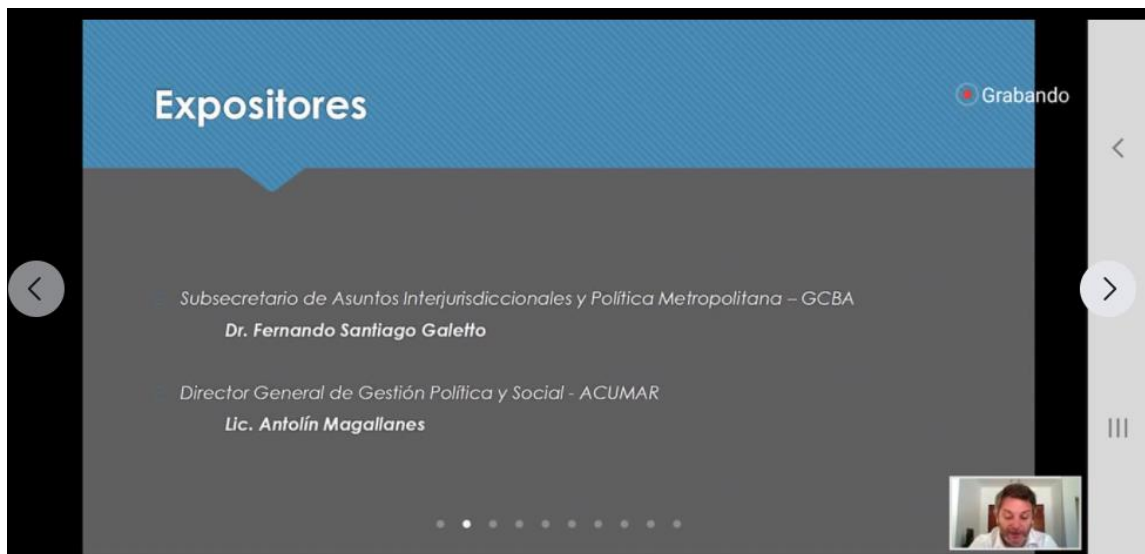 Expositores
Grabando
Subsecretario de Asuntos Interjurisdiccionales y Política Metropolitana – GCBA
Dr. Fernando Santiago Galetto
Director General de Gestión Política y Social - ACUMAR
Lic. Antolín Magallanes